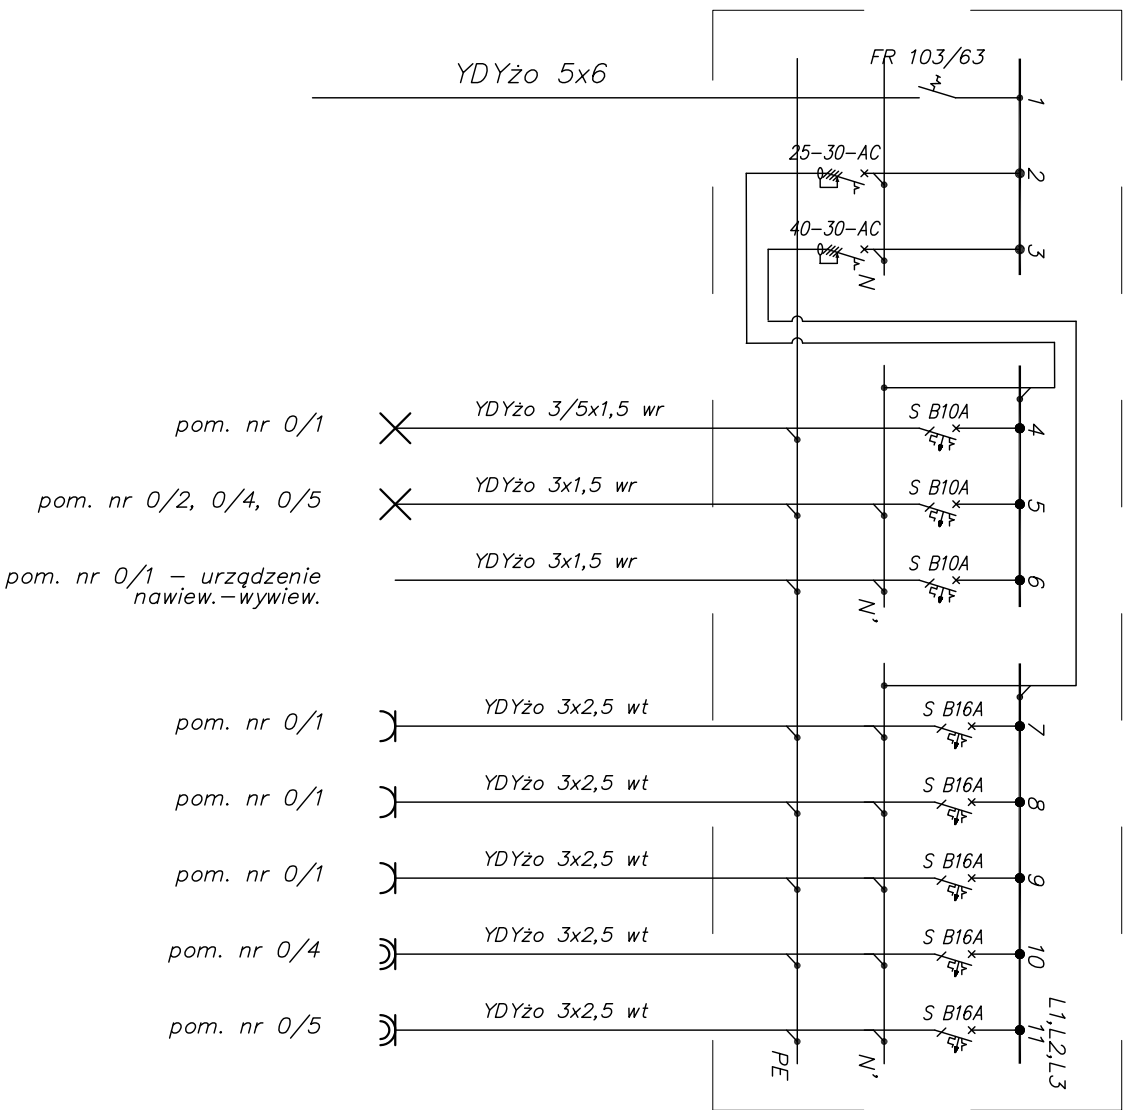 FR 103/63
YDYżo 5x6
1
25-30-AC
2
40-30-AC
3
N
pom. nr 0/1
YDYżo 3/5x1,5 wr
S B10A
4
pom. nr 0/2, 0/4, 0/5
YDYżo 3x1,5 wr
S B10A
5
pom. nr 0/1 - urządzenie
nawiew.-wywiew.
YDYżo 3x1,5 wr
S B10A
6
N'
pom. nr 0/1
YDYżo 3x2,5 wt
S B16A
7
pom. nr 0/1
YDYżo 3x2,5 wt
S B16A
8
pom. nr 0/1
YDYżo 3x2,5 wt
S B16A
9
pom. nr 0/4
YDYżo 3x2,5 wt
S B16A
10
pom. nr 0/5
YDYżo 3x2,5 wt
S B16A
11
L1,L2,L3
PE
N'